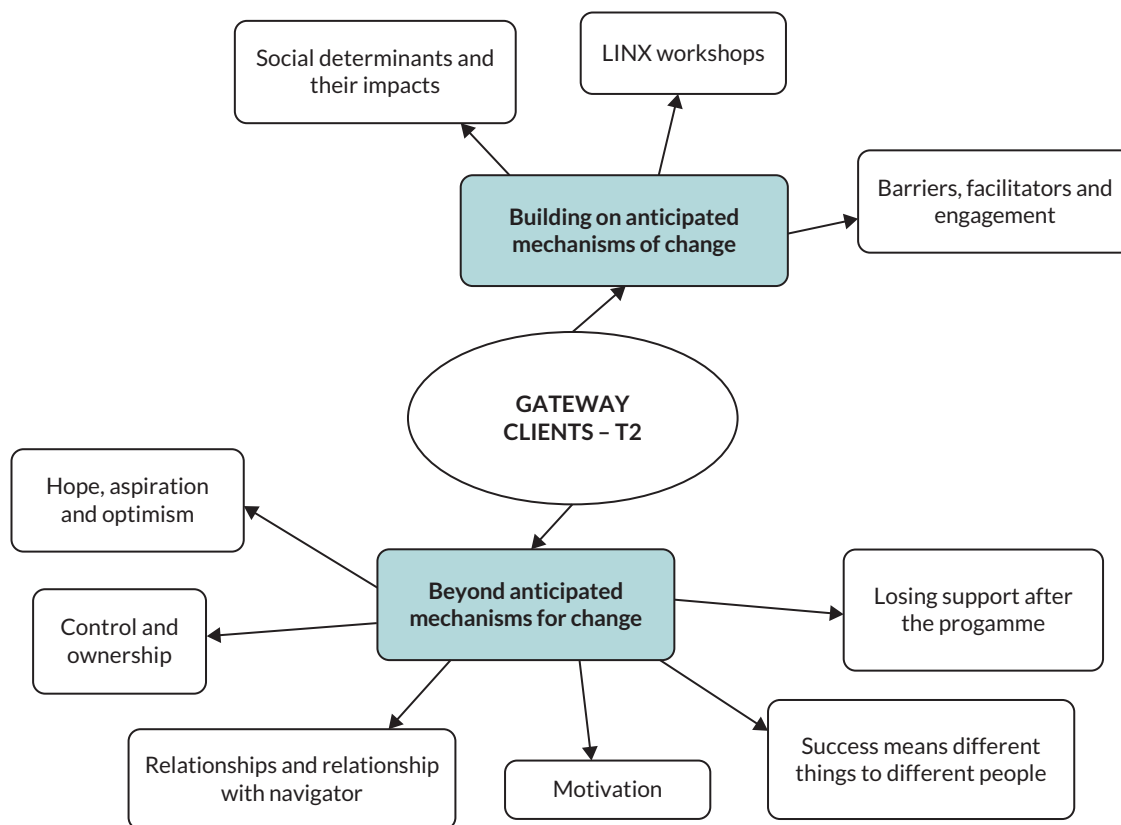 Social determinants and
their impacts
LINX workshops
Barriers, facilitators and
engagement
Building on anticipated
mechanisms of change
GATEWAY
CLIENTS – T2
Hope, aspiration
and optimism
Beyond anticipated
mechanisms for change
Losing support after
the progamme
Control and
ownership
Relationships and relationship
with navigator
Motivation
Success means different
things to different people